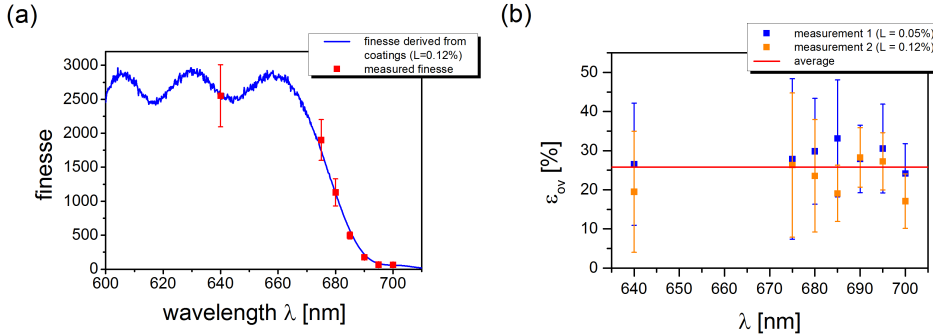 (a)
finesse derived from
coatings (L=0.12%)
measured finesse
3000
2500
2000
1500
1000
500
0
finesse
600 620 640 660 680 700
wavelength λ [nm]
(b)
measurement 1 (L = 0.05%)
measurement 2 (L = 0.12%)
average
50
40
30
20
10
0
ε_ov [%]
640 650 660 670 680 690 700
λ [nm]